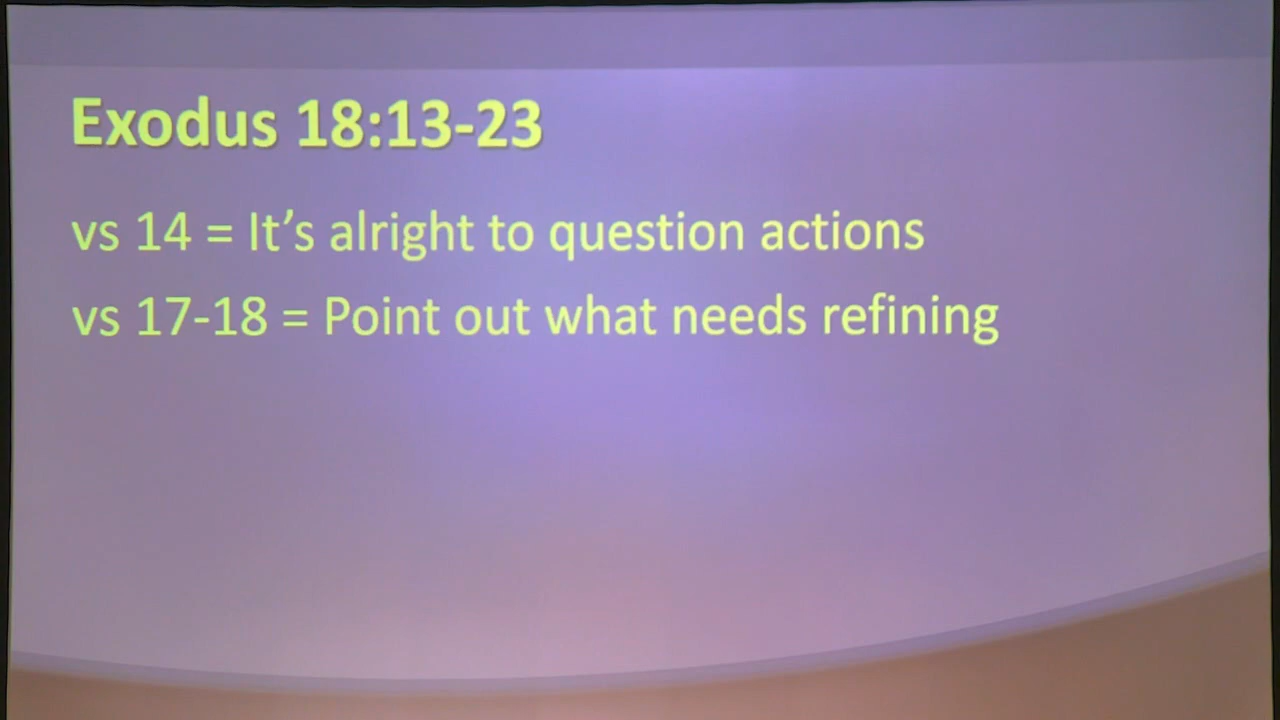 Exodus 18:13-23
vs 14 = It’s alright to question actions
vs 17-18 = Point out what needs refining